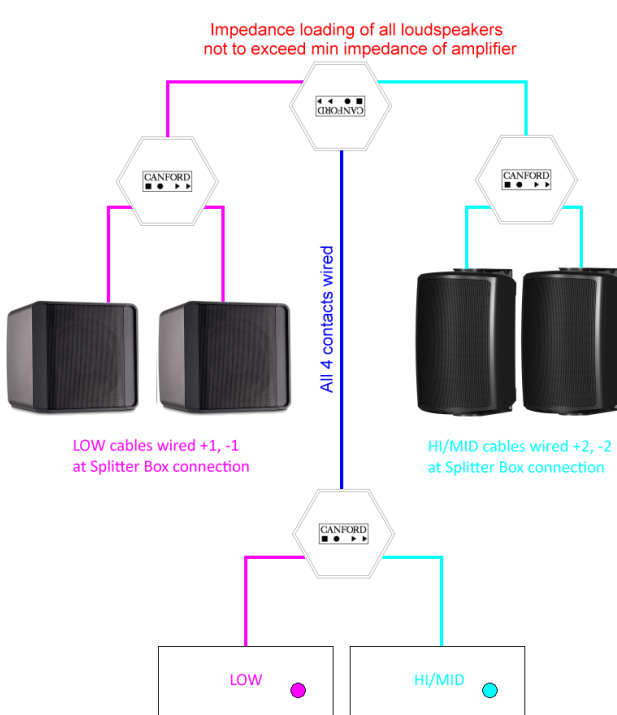 Impedance loading of all loudspeakers
not to exceed min impedance of amplifier
CANFORD
CANFORD
CANFORD
All 4 contacts wired
LOW cables wired +1, -1
at Splitter Box connection
HI/MID cables wired +2, -2
at Splitter Box connection
CANFORD
LOW
HI/MID